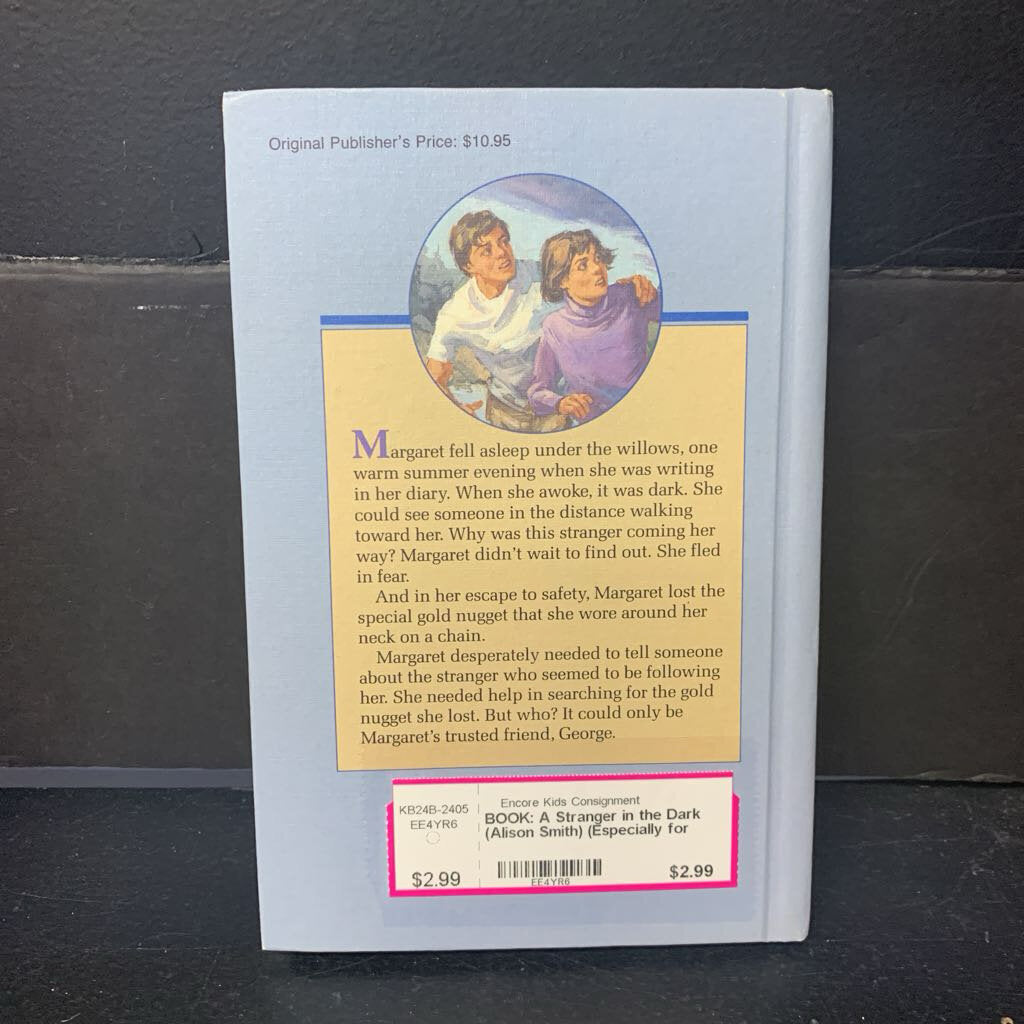 Original Publisher's Price: $10.95
Margaret fell asleep under the willows, one
warm summer evening when she was writing
in her diary. When she awoke, it was dark. She
could see someone in the distance walking
toward her. Why was this stranger coming her
way? Margaret didn't wait to find out. She fled
in fear.
And in her escape to safety, Margaret lost the
special gold nugget that she wore around her
neck on a chain.
Margaret desperately needed to tell someone
about the stranger who seemed to be following
her. She needed help in searching for the gold
nugget she lost. But who? It could only be
Margaret's trusted friend, George.
KB24B-2405
EE4YR6
$2.99
Encore Kids Consignment
BOOK: A Stranger in the Dark
(Alison Smith) (Especially for
EE4YR6
$2.99